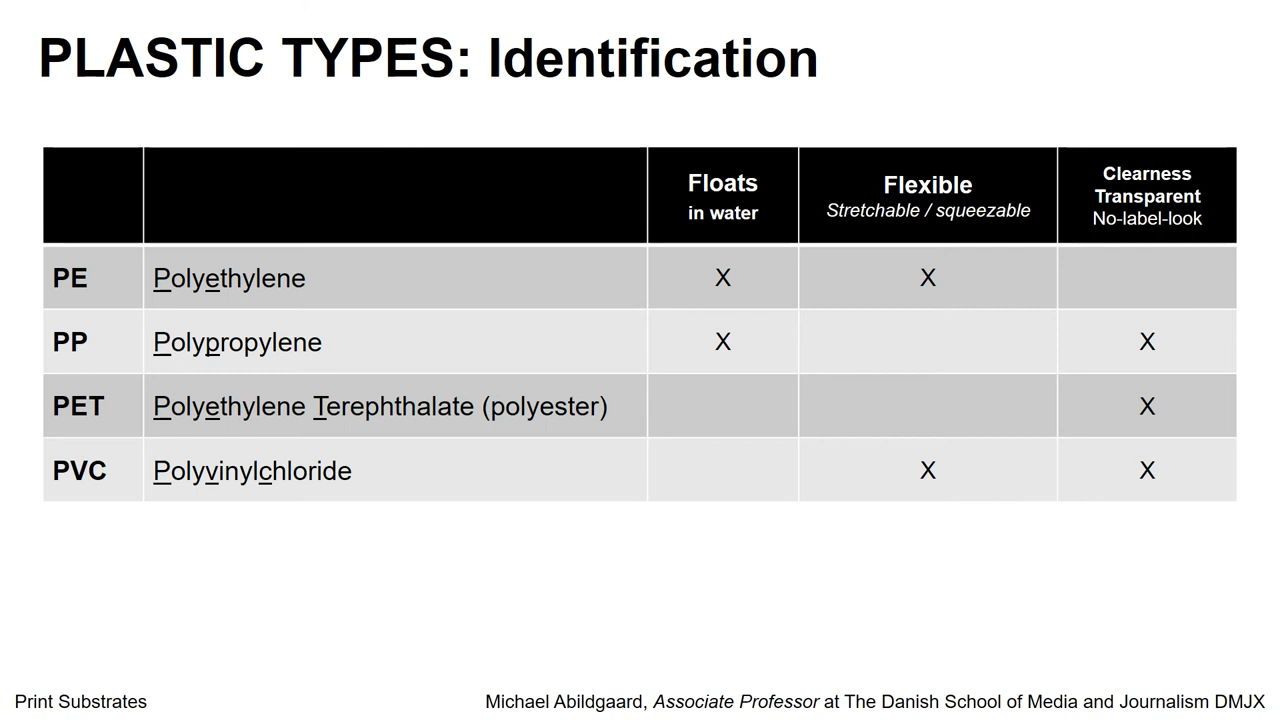 PLASTIC TYPES: Identification
Floats
in water
Flexible
Stretchable / squeezable
Clearness
Transparent
No-label-look
PE Polyethylene X X
PP Polypropylene X X
PET Polyethylene Terephthalate (polyester) X
PVC Polyvinylchloride X X
Print Substrates
Michael Abildgaard, Associate Professor at The Danish School of Media and Journalism DMJX